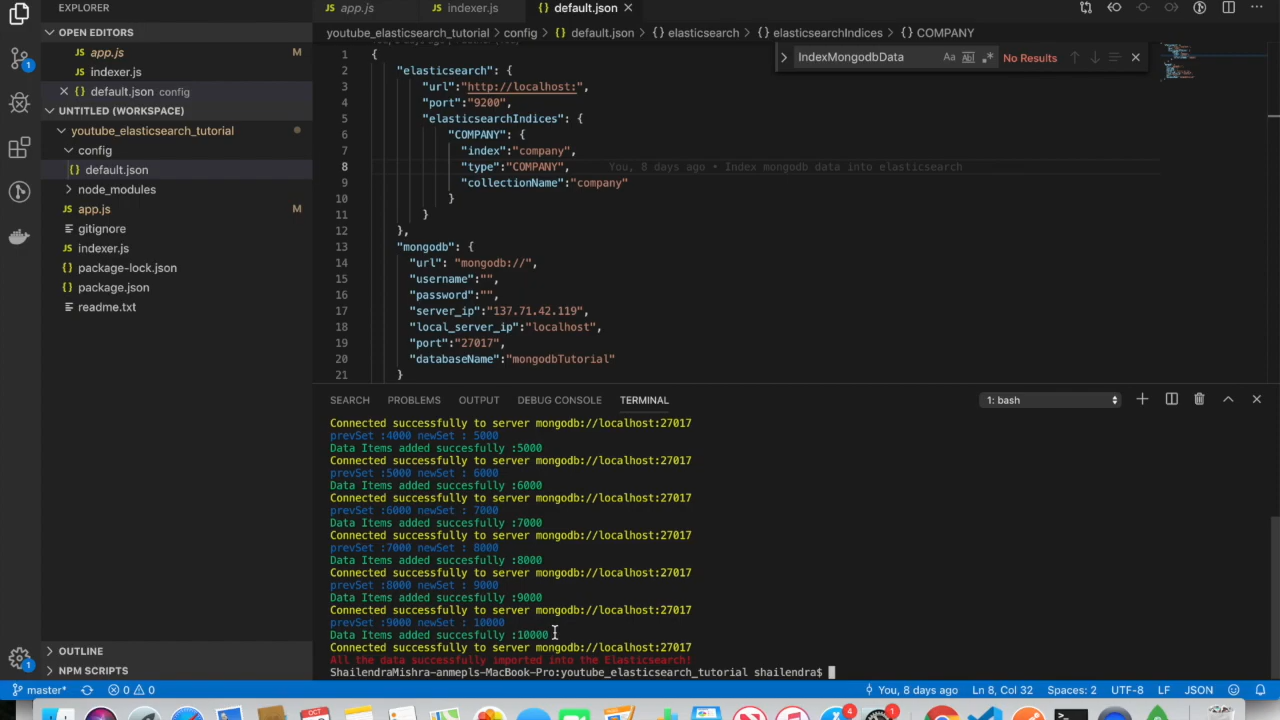 EXPLORER
OPEN EDITORS
JS app.js M
JS indexer.js
{} default.json config
UNTITLED (WORKSPACE)
youtube_elasticsearch_tutorial
config
{} default.json
node_modules
JS app.js M
gitignore
JS indexer.js
{} package-lock.json
{} package.json
readme.txt
OUTLINE
NPM SCRIPTS
JS app.js
JS indexer.js
{} default.json
youtube_elasticsearch_tutorial > config > {} default.json > {} elasticsearch > {} elasticsearchIndices > {} COMPANY
IndexMongodbData
Aa Abl .* No Results
1 {
2 "elasticsearch": {
3 "url":"http://localhost:",
4 "port":"9200",
5 "elasticsearchIndices": {
6 "COMPANY": {
7 "index":"company",
8 "type":"COMPANY", You, 8 days ago • Index mongodb data into elasticsearch
9 "collectionName":"company"
10 }
11 }
12 },
13 "mongodb": {
14 "url": "mongodb://",
15 "username":"",
16 "password":"",
17 "server_ip":"137.71.42.119",
18 "local_server_ip":"localhost",
19 "port":"27017",
20 "databaseName":"mongodbTutorial"
21 }
SEARCH PROBLEMS OUTPUT DEBUG CONSOLE TERMINAL
1: bash
Connected successfully to server mongodb://localhost:27017
prevSet :4000 newSet : 5000
Data Items added succesfully :5000
Connected successfully to server mongodb://localhost:27017
prevSet :5000 newSet : 6000
Data Items added succesfully :6000
Connected successfully to server mongodb://localhost:27017
prevSet :6000 newSet : 7000
Data Items added succesfully :7000
Connected successfully to server mongodb://localhost:27017
prevSet :7000 newSet : 8000
Data Items added succesfully :8000
Connected successfully to server mongodb://localhost:27017
prevSet :8000 newSet : 9000
Data Items added succesfully :9000
Connected successfully to server mongodb://localhost:27017
prevSet :9000 newSet : 10000
Data Items added succesfully :10000
Connected successfully to server mongodb://localhost:27017
All the data successfully imported into the Elasticsearch!
ShailendraMishra-anmepls-MacBook-Pro:youtube_elasticsearch_tutorial shailendra$
master* 0 0 You, 8 days ago Ln 8, Col 32 Spaces: 2 UTF-8 LF JSON
OCT 4 1